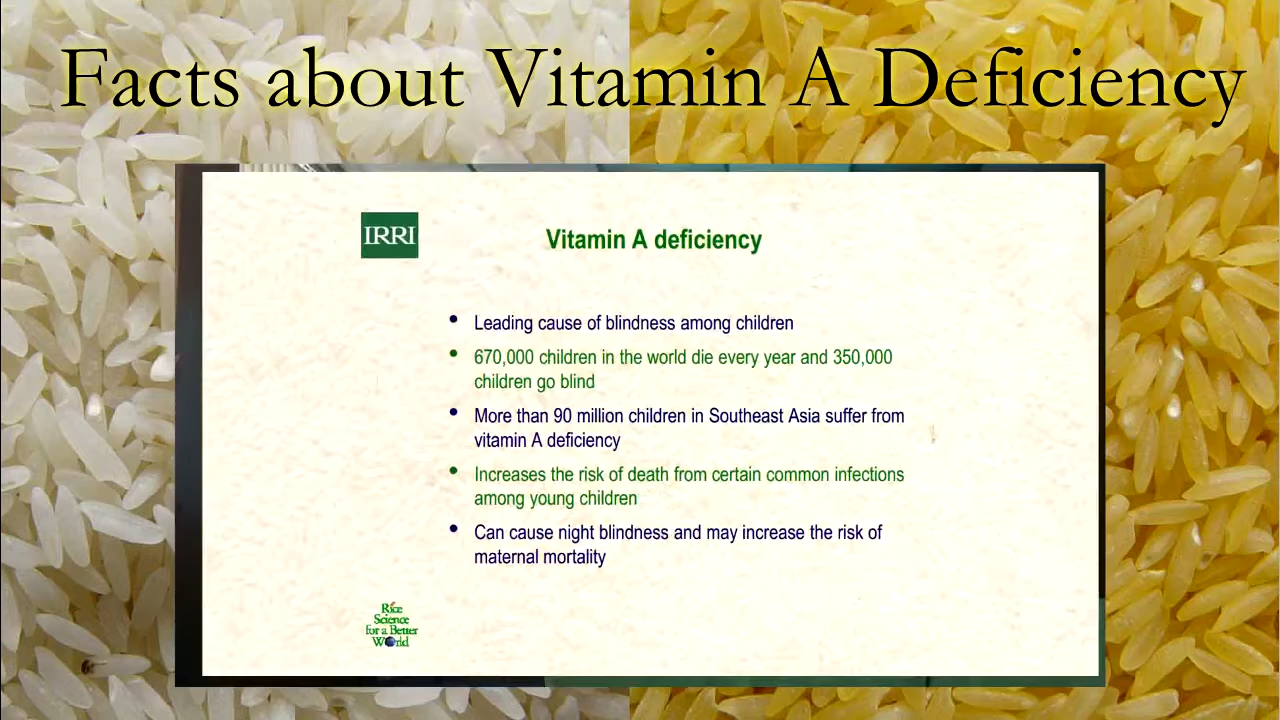 Facts about Vitamin A Deficiency
IRRI
Vitamin A deficiency
• Leading cause of blindness among children
• 670,000 children in the world die every year and 350,000
children go blind
• More than 90 million children in Southeast Asia suffer from
vitamin A deficiency
• Increases the risk of death from certain common infections
among young children
• Can cause night blindness and may increase the risk of
maternal mortality
Rice
Science
for a Better
World